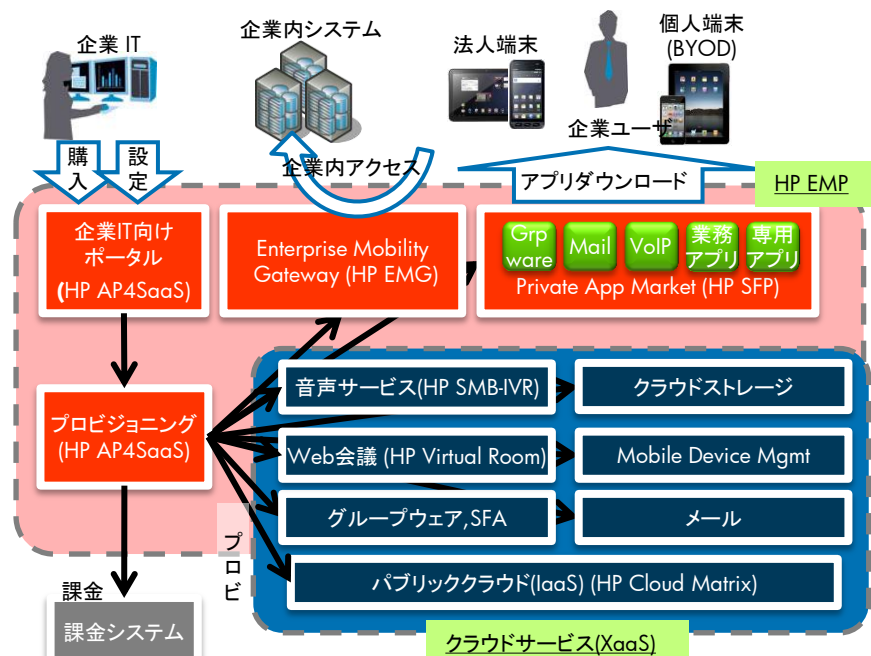 企業 IT
企業内システム
法人端末
個人端末
(BYOD)
企業ユーザ
購入
設定
企業内アクセス
アプリダウンロード
HP EMP
企業IT向け
ポータル
(HP AP4SaaS)
Enterprise Mobility
Gateway (HP EMG)
Grp
ware
Mail
VoIP
業務
アプリ
専用
アプリ
Private App Market (HP SFP)
プロビジョニング
(HP AP4SaaS)
音声サービス(HP SMB-IVR)
クラウドストレージ
Web会議 (HP Virtual Room)
Mobile Device Mgmt
グループウェア,SFA
メール
プロビ
パブリッククラウド(IaaS) (HP Cloud Matrix)
課金
課金システム
クラウドサービス(XaaS)